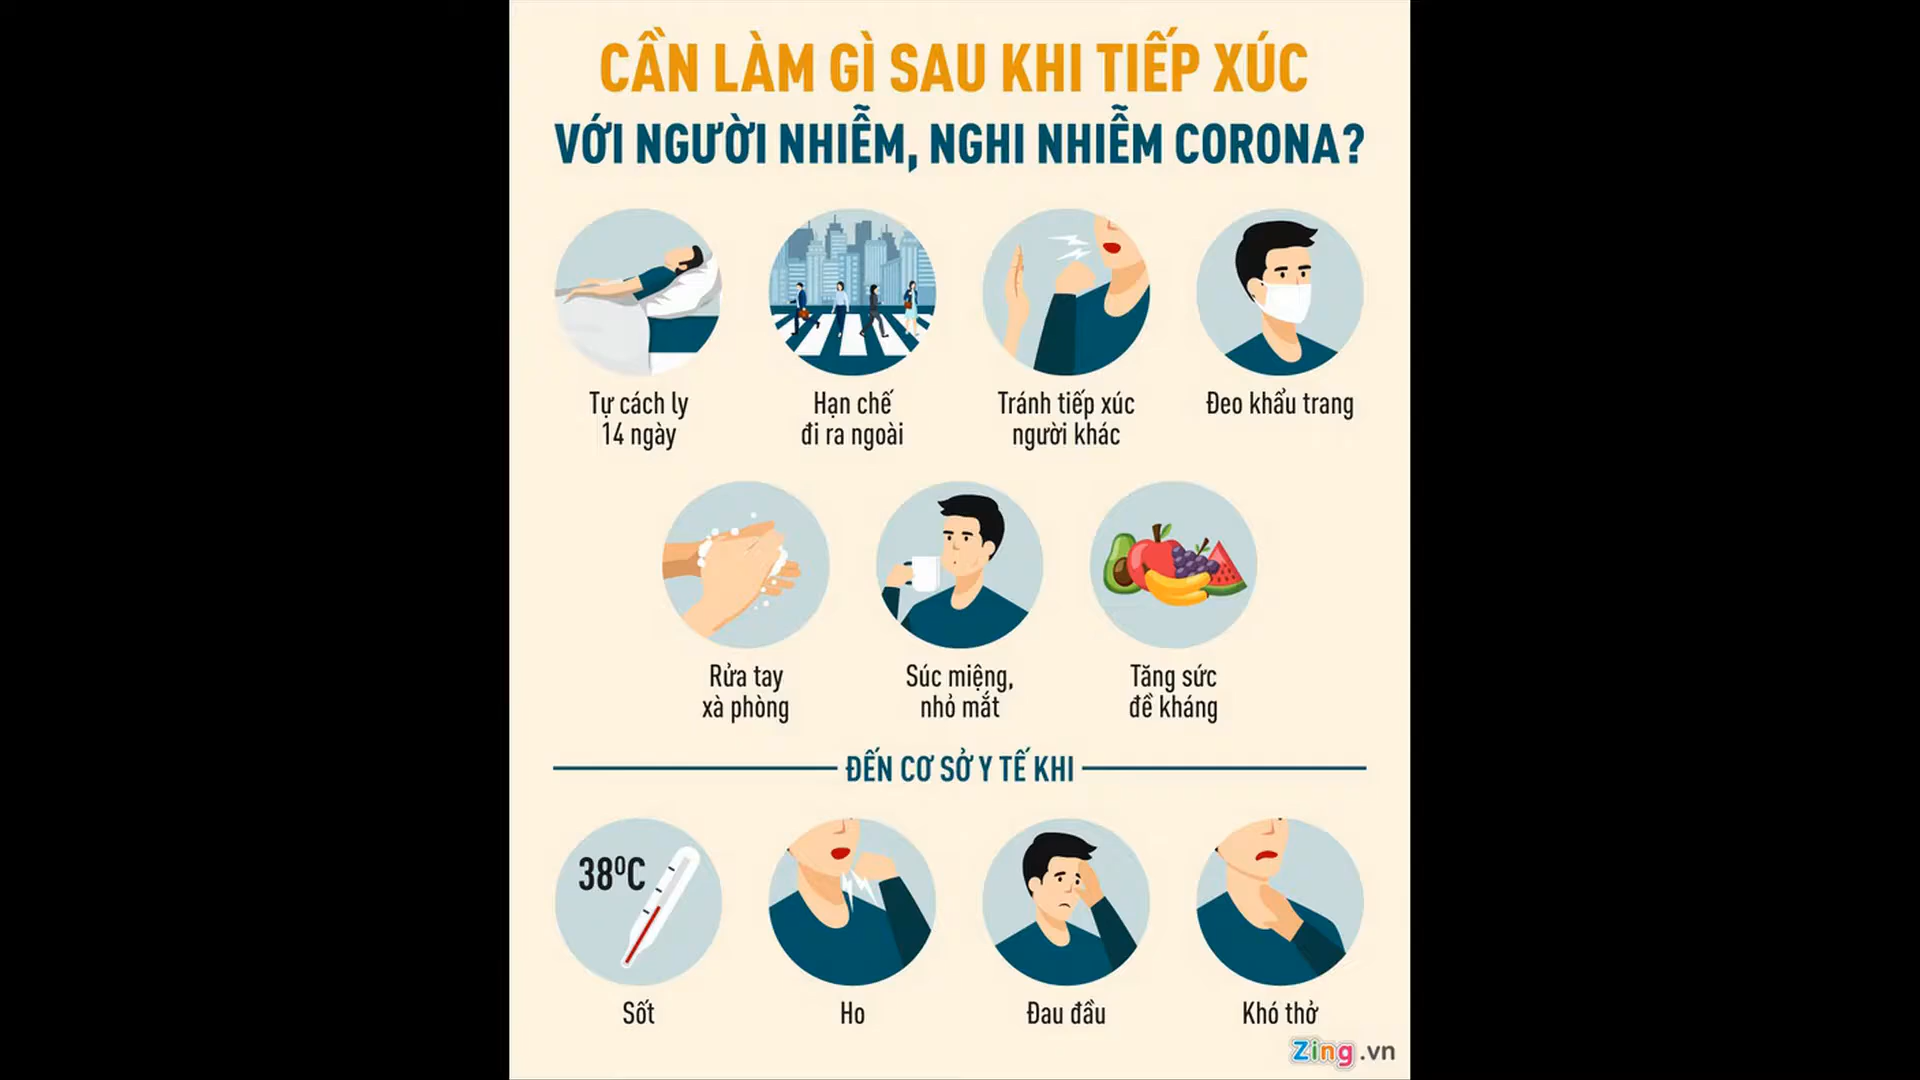 CẦN LÀM GÌ SAU KHI TIẾP XÚC
VỚI NGƯỜI NHIỄM, NGHI NHIỄM CORONA?
Tự cách ly
14 ngày
Hạn chế
đi ra ngoài
Tránh tiếp xúc
người khác
Đeo khẩu trang
Rửa tay
xà phòng
Súc miệng,
nhỏ mắt
Tăng sức
đề kháng
ĐẾN CƠ SỞ Y TẾ KHI
38⁰C
Sốt
Ho
Đau đầu
Khó thở
Zing.vn